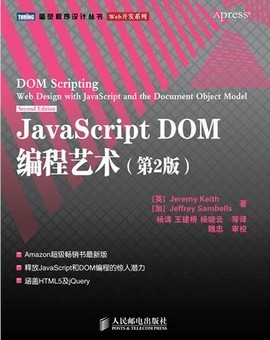 TURING 图灵程序设计丛书 Web开发系列
Apress
DOM Scripting
Web Design with JavaScript and the Document Object Model
Second Edition
JavaScript DOM
编程艺术（第2版）
[英] Jeremy Keith
[加] Jeffrey Sambells 著
杨涛 王建桥 杨晓云 等译
魏忠 审校
■ Amazon超级畅销书最新版
■ 释放JavaScript和DOM编程的惊人潜力
■ 涵盖HTML5及jQuery
人民邮电出版社
POSTS & TELECOM PRESS